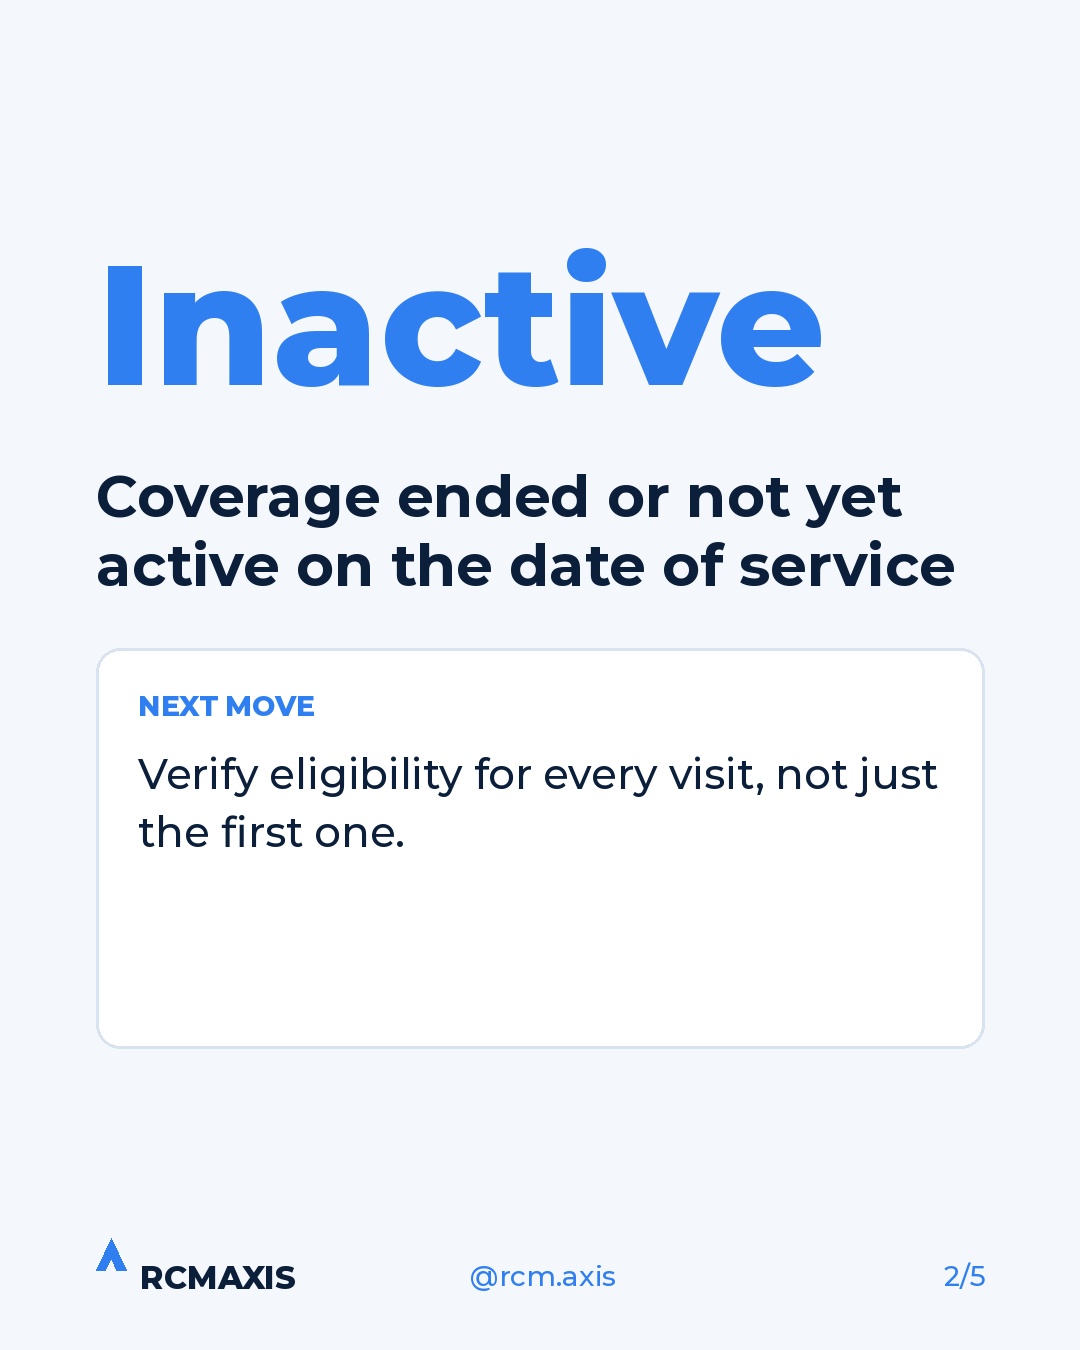 Inactive
Coverage ended or not yet
active on the date of service
NEXT MOVE
Verify eligibility for every visit, not just
the first one.
RCMAXIS
@rcm.axis
2/5